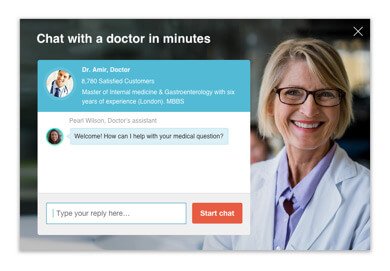 Chat with a doctor in minutes
Dr. Amir, Doctor
8,780 Satisfied Customers
Master of Internal medicine & Gastroenterology with six
years of experience (London). MBBS
Pearl Wilson, Doctor's assistant
Welcome! How can I help with your medical question?
Type your reply here...
Start chat